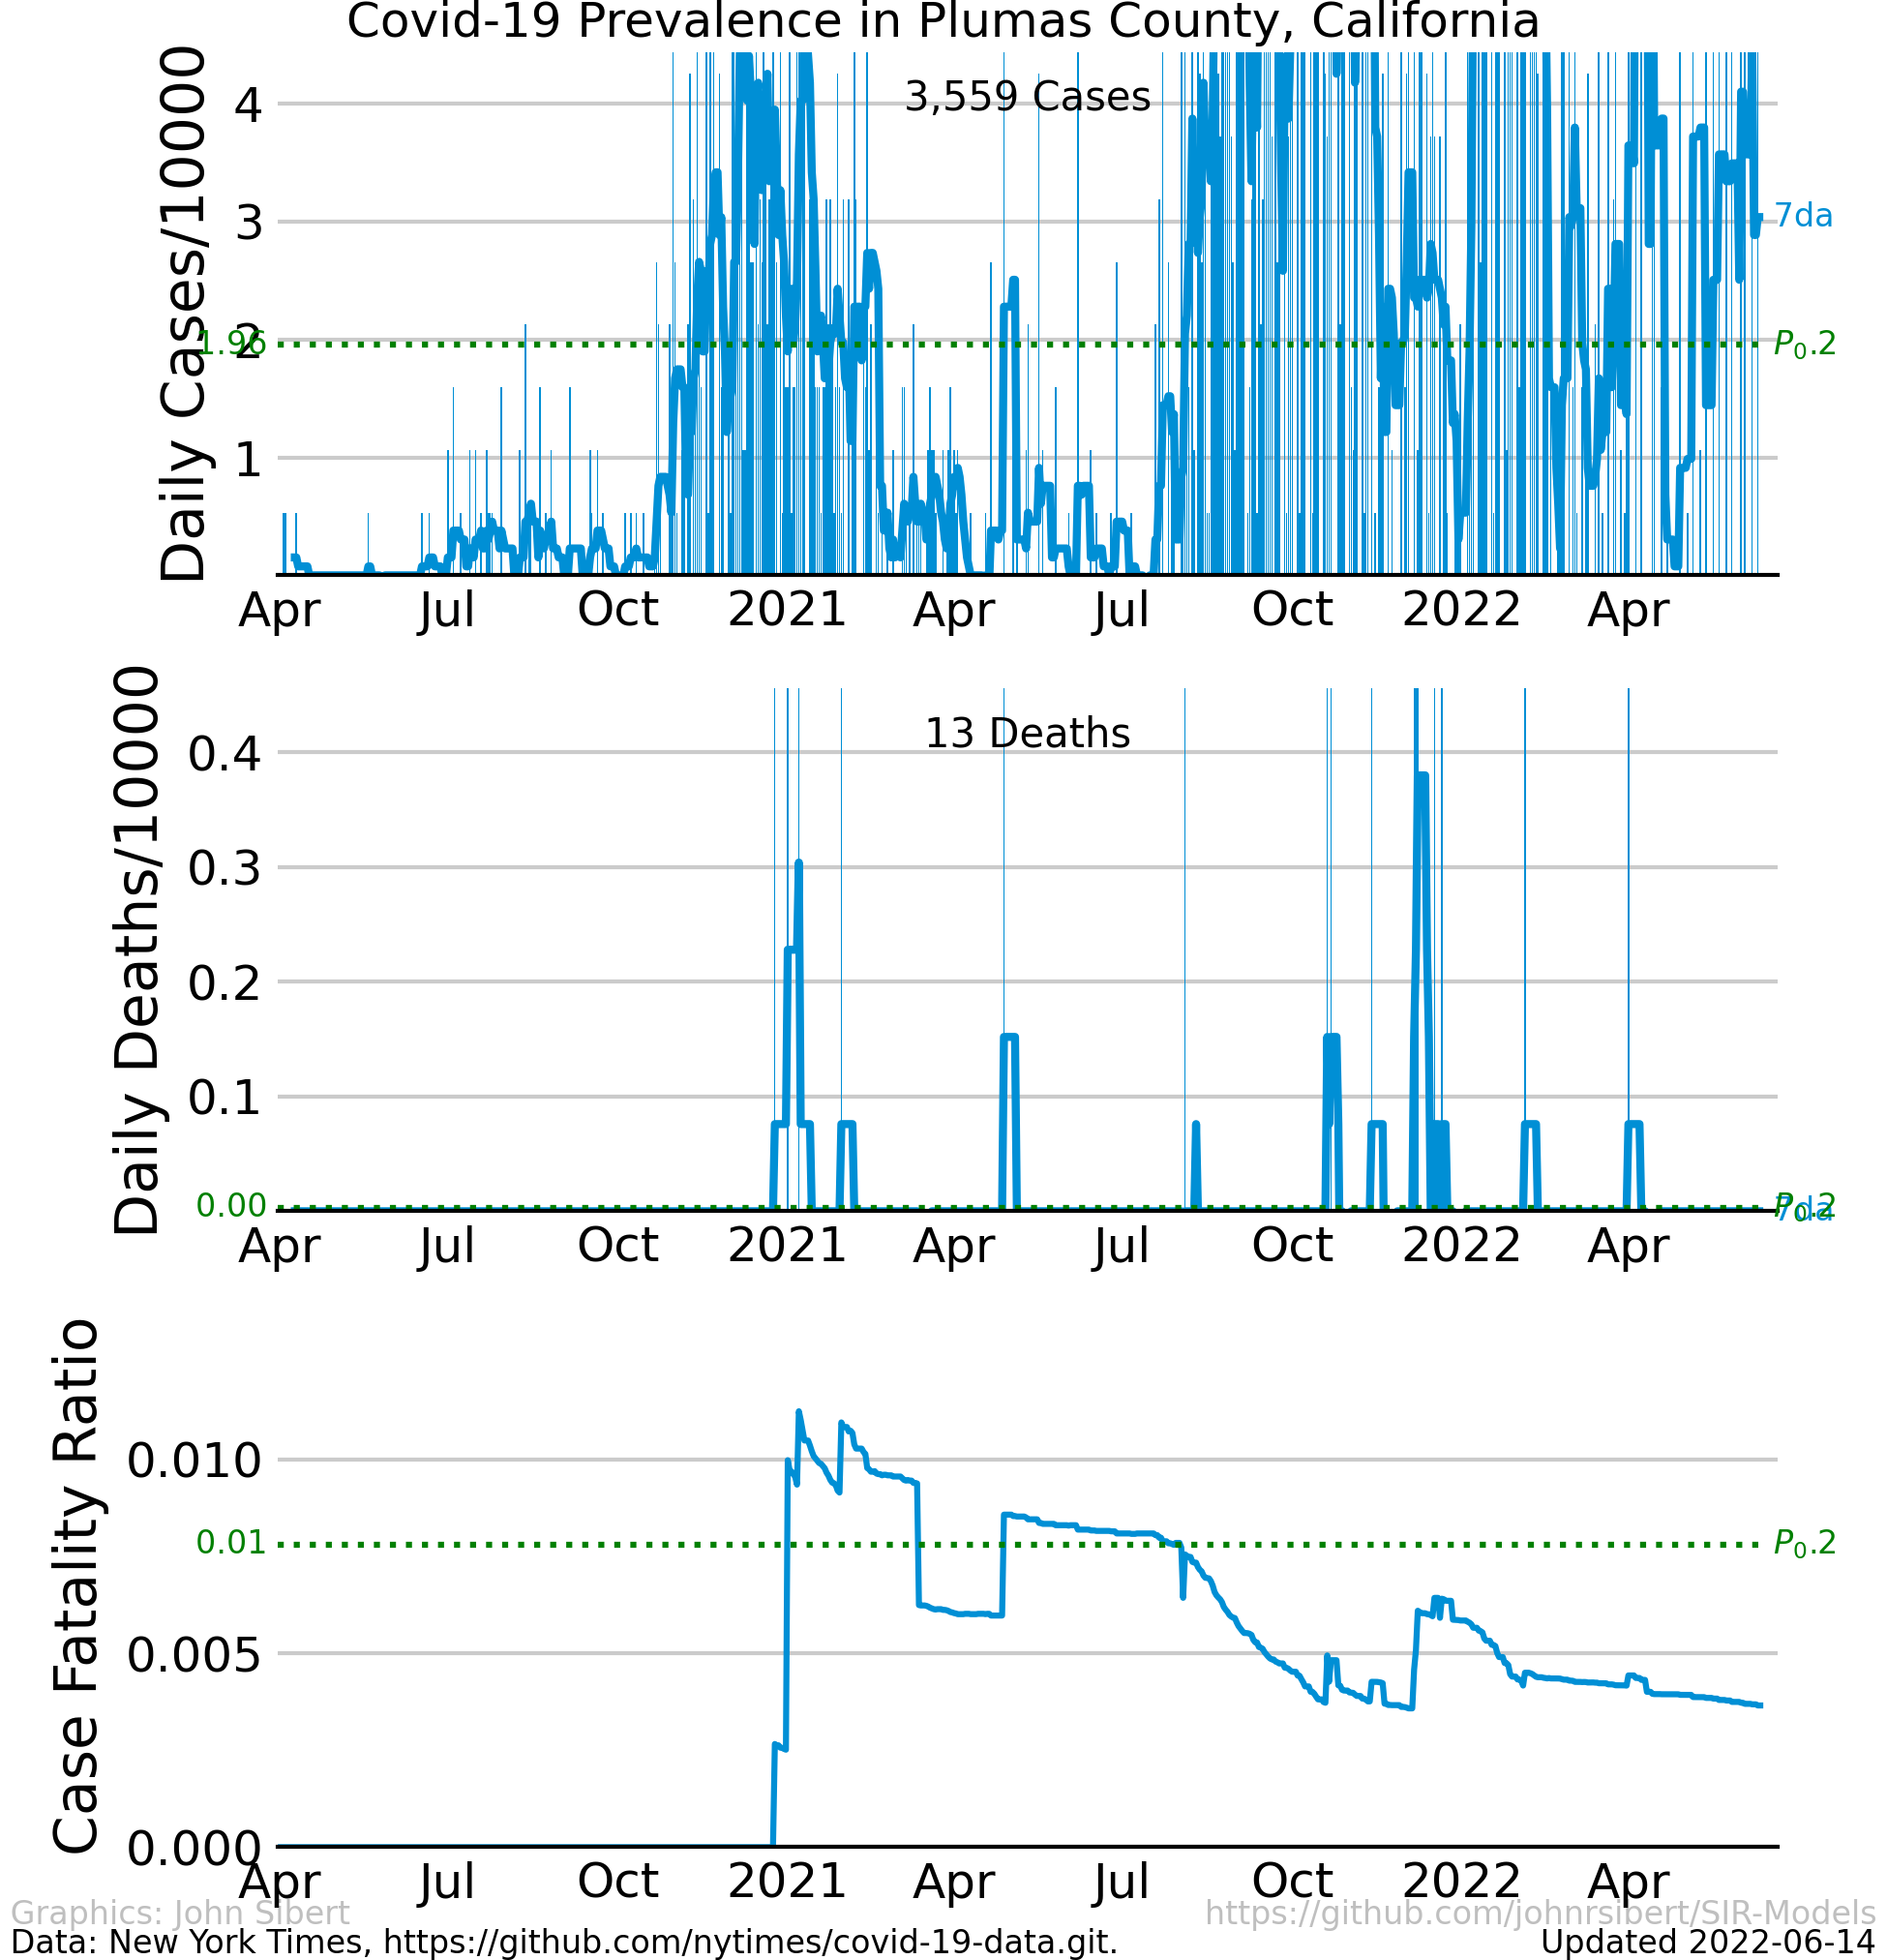 Covid-19 Prevalence in Plumas County, California
Daily Cases/10000
3,559 Cases
4
3
2
1
1.96
7da
P0.2
Apr Jul Oct 2021 Apr Jul Oct 2022 Apr
Daily Deaths/10000
13 Deaths
0.4
0.3
0.2
0.1
0.00
P0.2
7da
Apr Jul Oct 2021 Apr Jul Oct 2022 Apr
Case Fatality Ratio
0.010
0.01
P0.2
0.005
0.000
Apr Jul Oct 2021 Apr Jul Oct 2022 Apr
Graphics: John Sibert https://github.com/johnrsibert/SIR-Models
Data: New York Times, https://github.com/nytimes/covid-19-data.git. Updated 2022-06-14